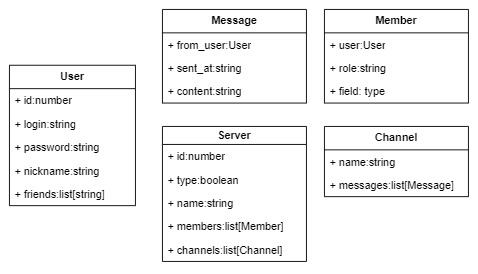 User
+ id:number
+ login:string
+ password:string
+ nickname:string
+ friends:list[string]
Message
+ from_user:User
+ sent_at:string
+ content:string
Member
+ user:User
+ role:string
+ field: type
Server
+ id:number
+ type:boolean
+ name:string
+ members:list[Member]
+ channels:list[Channel]
Channel
+ name:string
+ messages:list[Message]